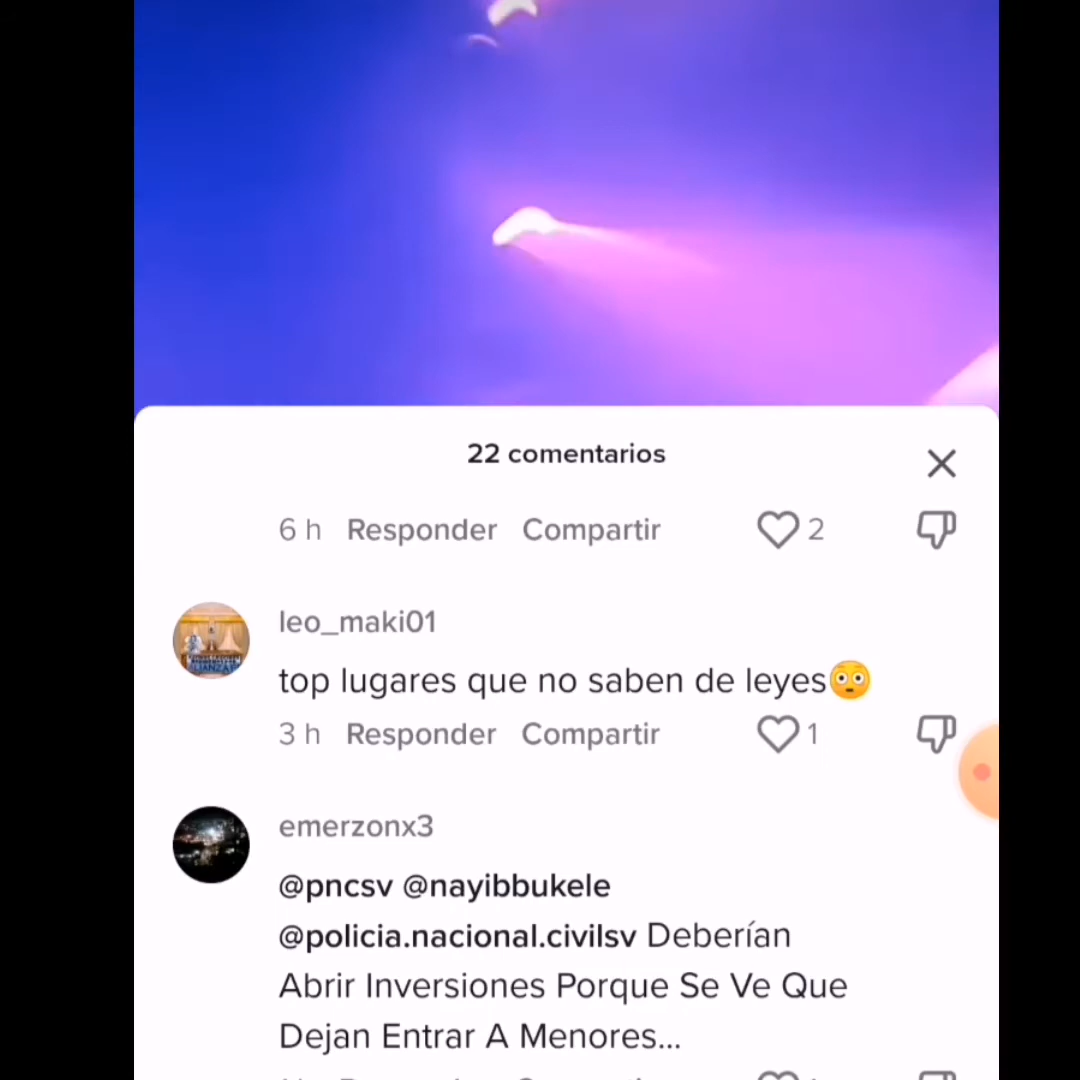 22 comentarios
6 h Responder Compartir 2
leo_maki01
top lugares que no saben de leyes😳
3 h Responder Compartir 1
emerzonx3
@pncsv @nayibbukele
@policia.nacional.civilsv Deberían
Abrir Inversiones Porque Se Ve Que
Dejan Entrar A Menores...